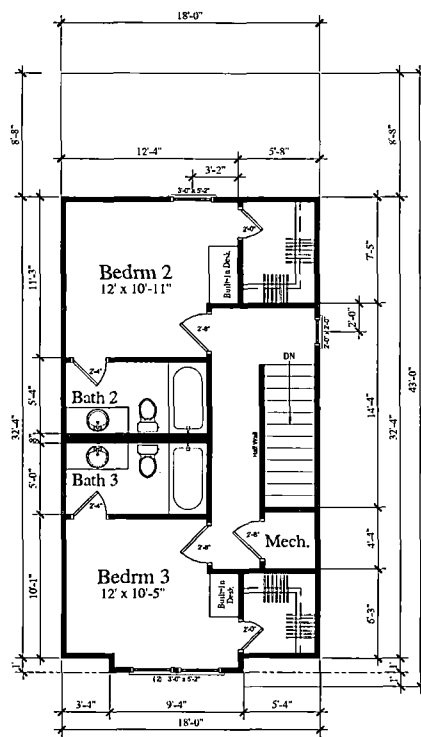 18'-0"
8'-8"
8'-8"
12'-4"
5'-8"
3'-2"
3'-0" x 5'-2"
2'-0"
7'-5"
11'-3"
Bedrm 2
12' x 10'-11"
Built-in Desk
2'-8"
2'-0"
2'-0" x 2'-0"
2'-4"
DN
43'-0"
Bath 2
5'-4"
32'-4"
14'-4"
32'-4"
8"
Half Wall
Bath 3
5'-0"
2'-4"
2'-8"
2'-8"
Mech.
4'-4"
Bedrm 3
12' x 10'-5"
10'-1"
Built-in
Desk
2'-0"
6'-3"
(2) 3'-0" x 5'-2"
1'
1'
1'
3'-4"
9'-4"
5'-4"
18'-0"